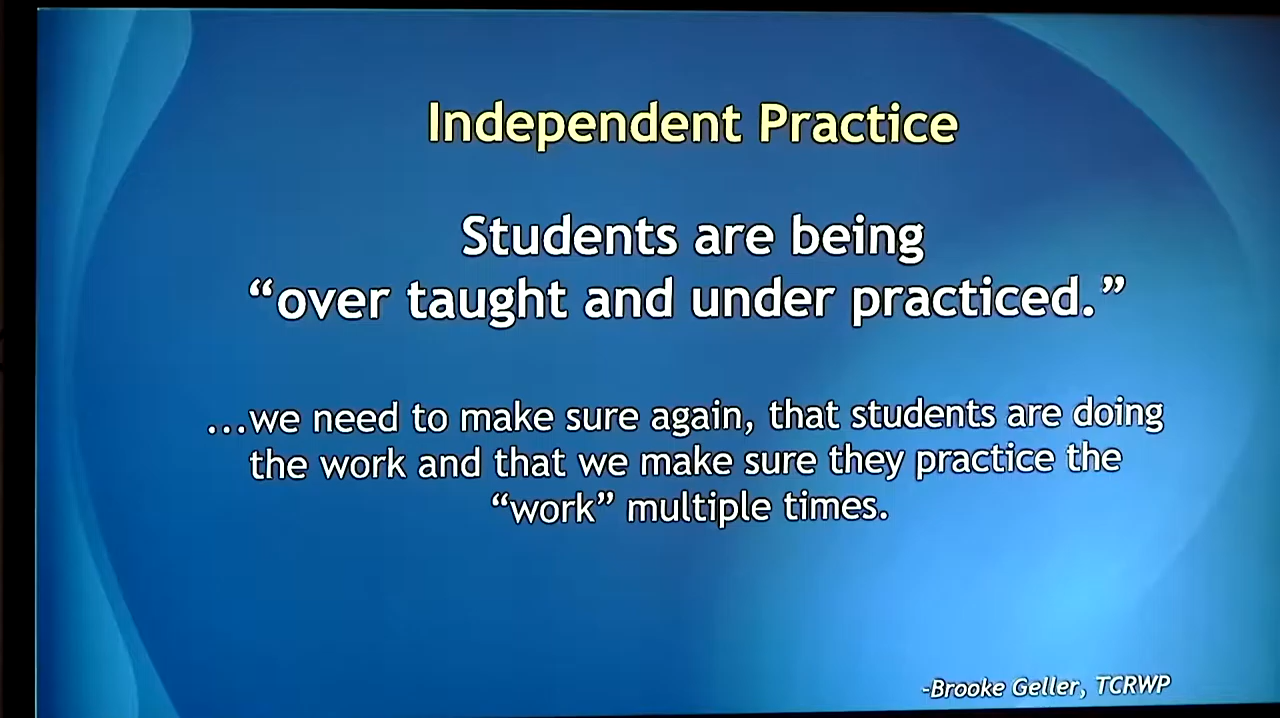 Independent Practice
Students are being
“over taught and under practiced.”
...we need to make sure again, that students are doing
the work and that we make sure they practice the
“work” multiple times.
-Brooke Geller, TCRWP